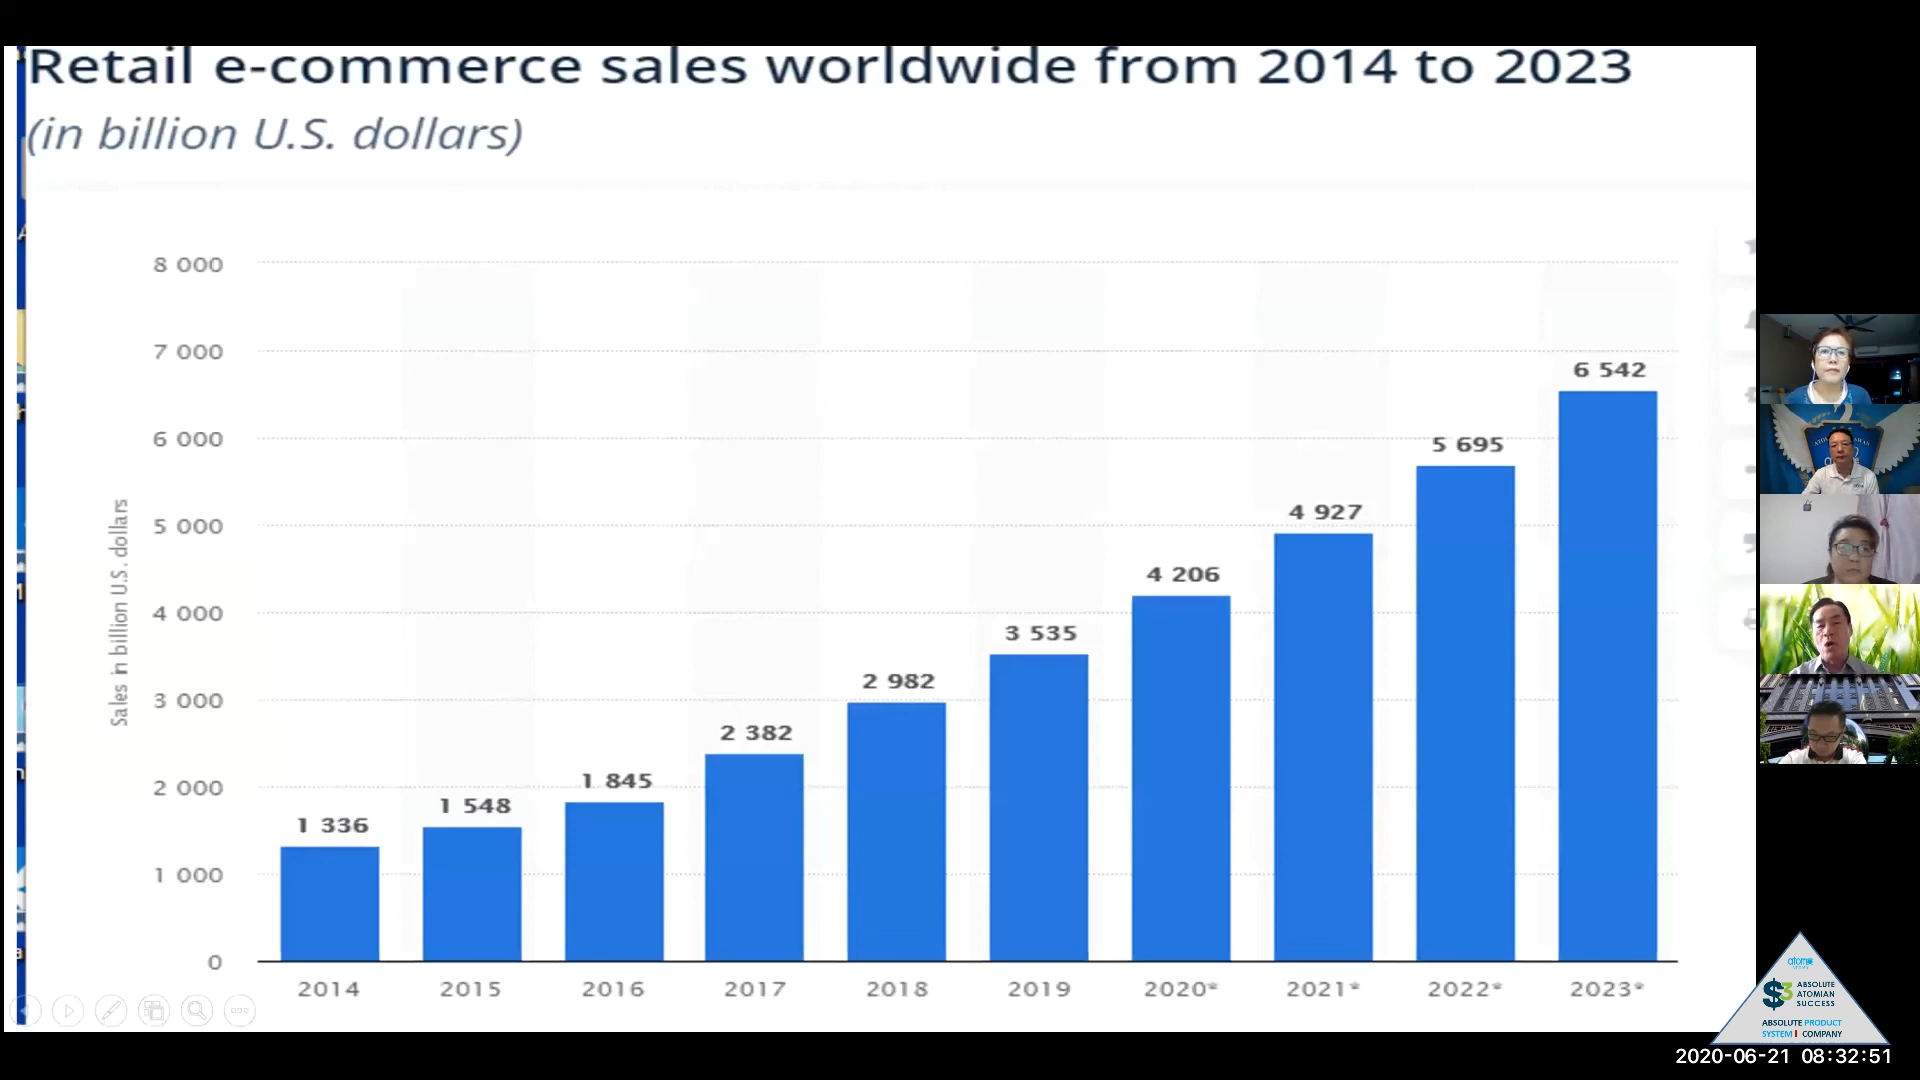 Retail e-commerce sales worldwide from 2014 to 2023
(in billion U.S. dollars)
Sales in billion U.S. dollars
8 000
7 000
6 000
5 000
4 000
3 000
2 000
1 000
0
1 336
1 548
1 845
2 382
2 982
3 535
4 206
4 927
5 695
6 542
2014 2015 2016 2017 2018 2019 2020* 2021* 2022* 2023*
atomy
$3 ABSOLUTE
ATOMIAN
SUCCESS
ABSOLUTE PRODUCT
SYSTEM | COMPANY
2020-06-21 08:32:51